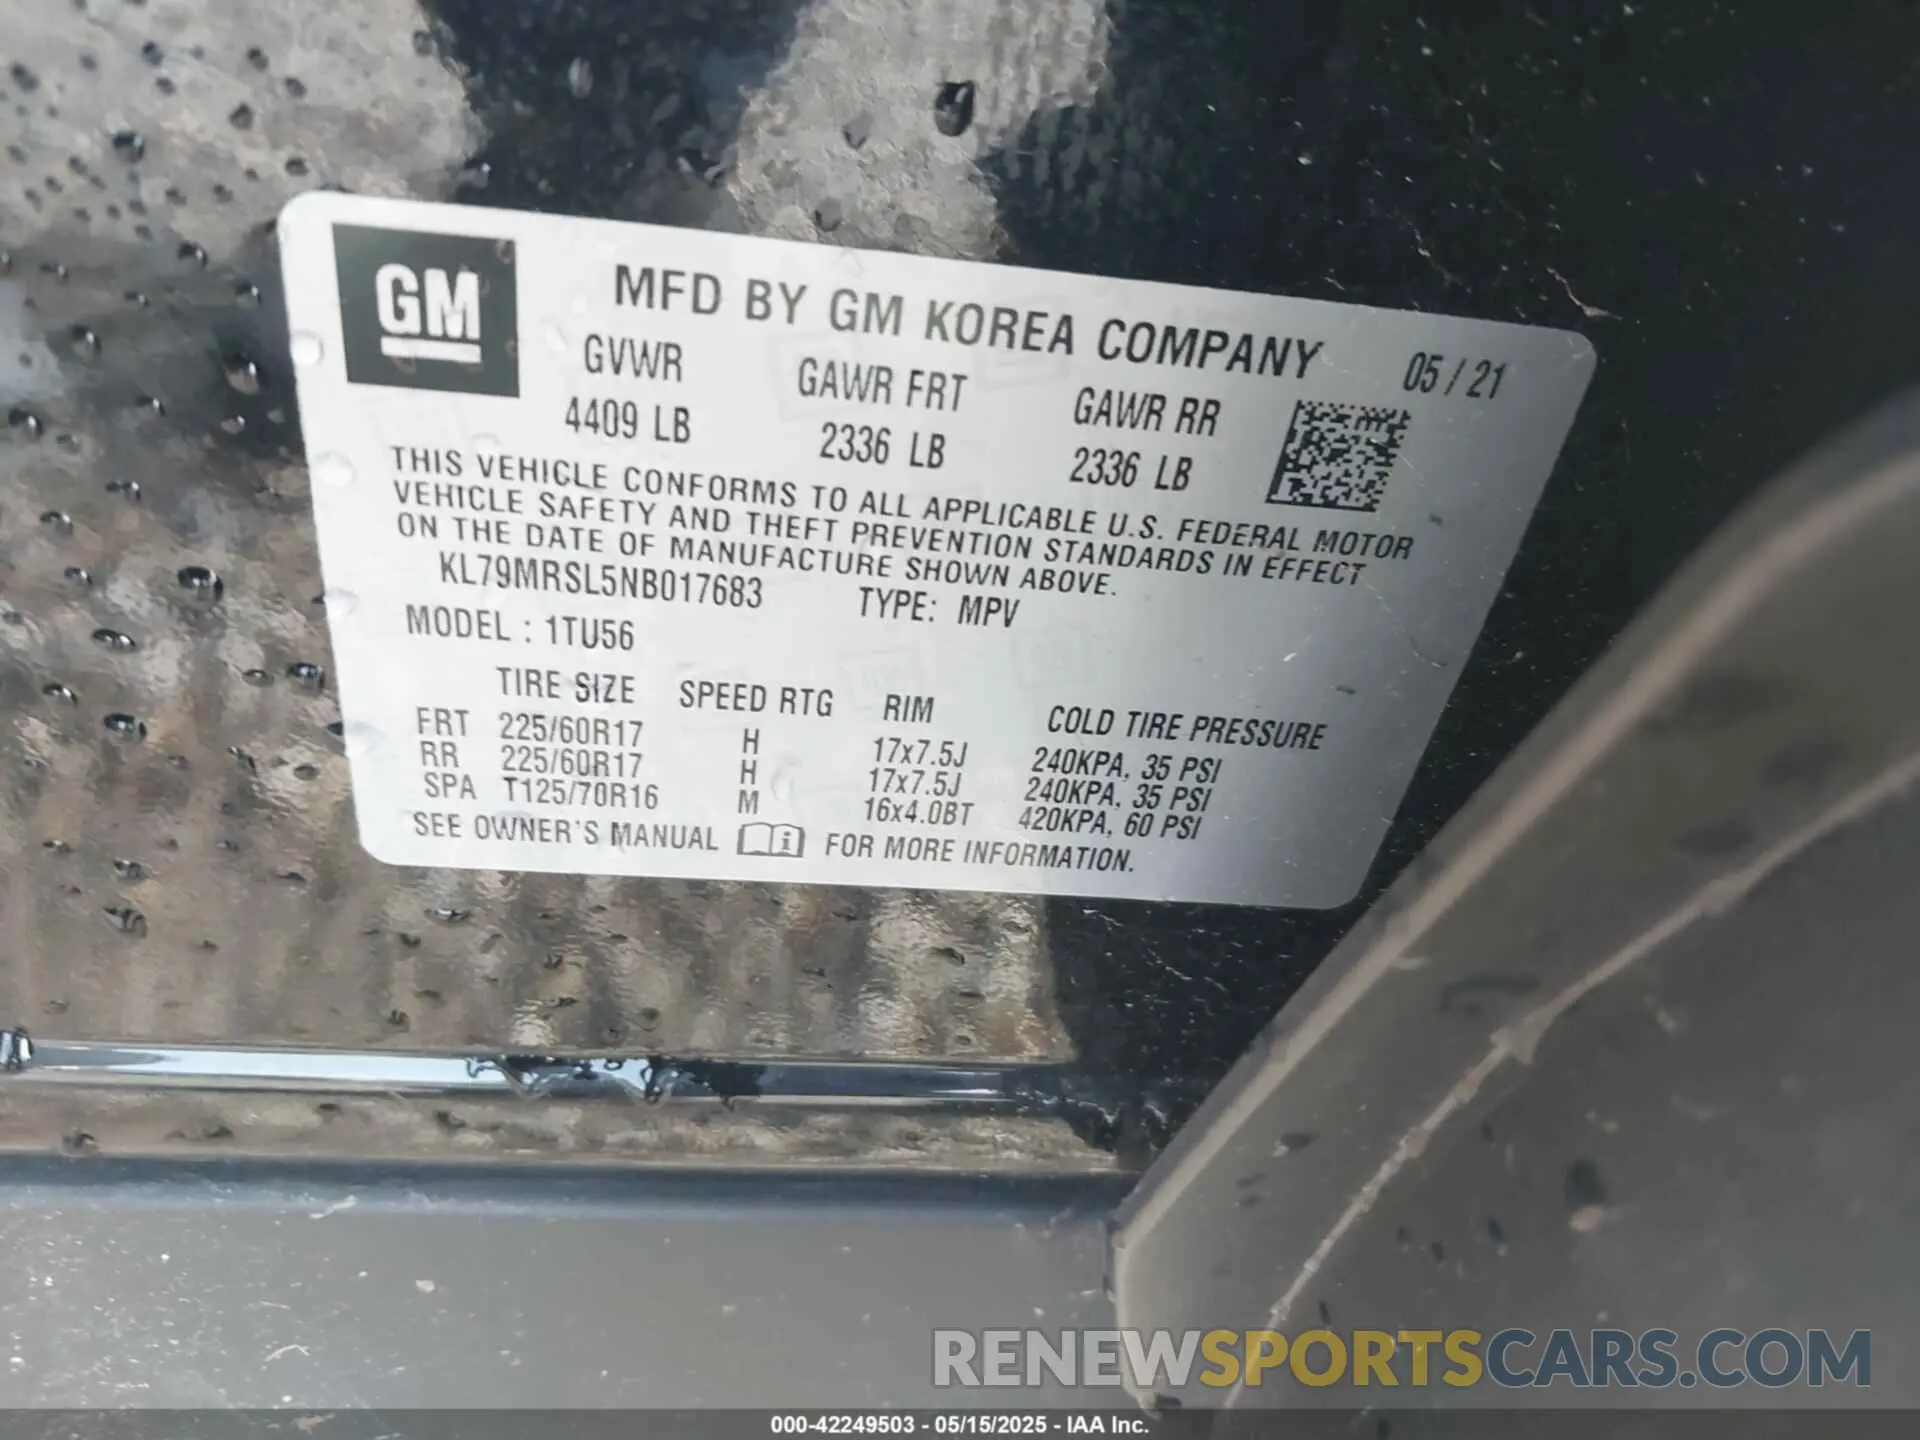 GM
MFD BY GM KOREA COMPANY 05 / 21
GVWR GAWR FRT GAWR RR
4409 LB 2336 LB 2336 LB
THIS VEHICLE CONFORMS TO ALL APPLICABLE U.S. FEDERAL MOTOR
VEHICLE SAFETY AND THEFT PREVENTION STANDARDS IN EFFECT
ON THE DATE OF MANUFACTURE SHOWN ABOVE.
KL79MRSL5NB017683 TYPE: MPV
MODEL : 1TU56
TIRE SIZE SPEED RTG RIM COLD TIRE PRESSURE
FRT 225/60R17 H 17x7.5J 240KPA, 35 PSI
RR 225/60R17 H 17x7.5J 240KPA, 35 PSI
SPA T125/70R16 M 16x4.0BT 420KPA, 60 PSI
SEE OWNER'S MANUAL i FOR MORE INFORMATION.
RENEWSPORTSCARS.COM
000-42249503 - 05/15/2025 - IAA Inc.